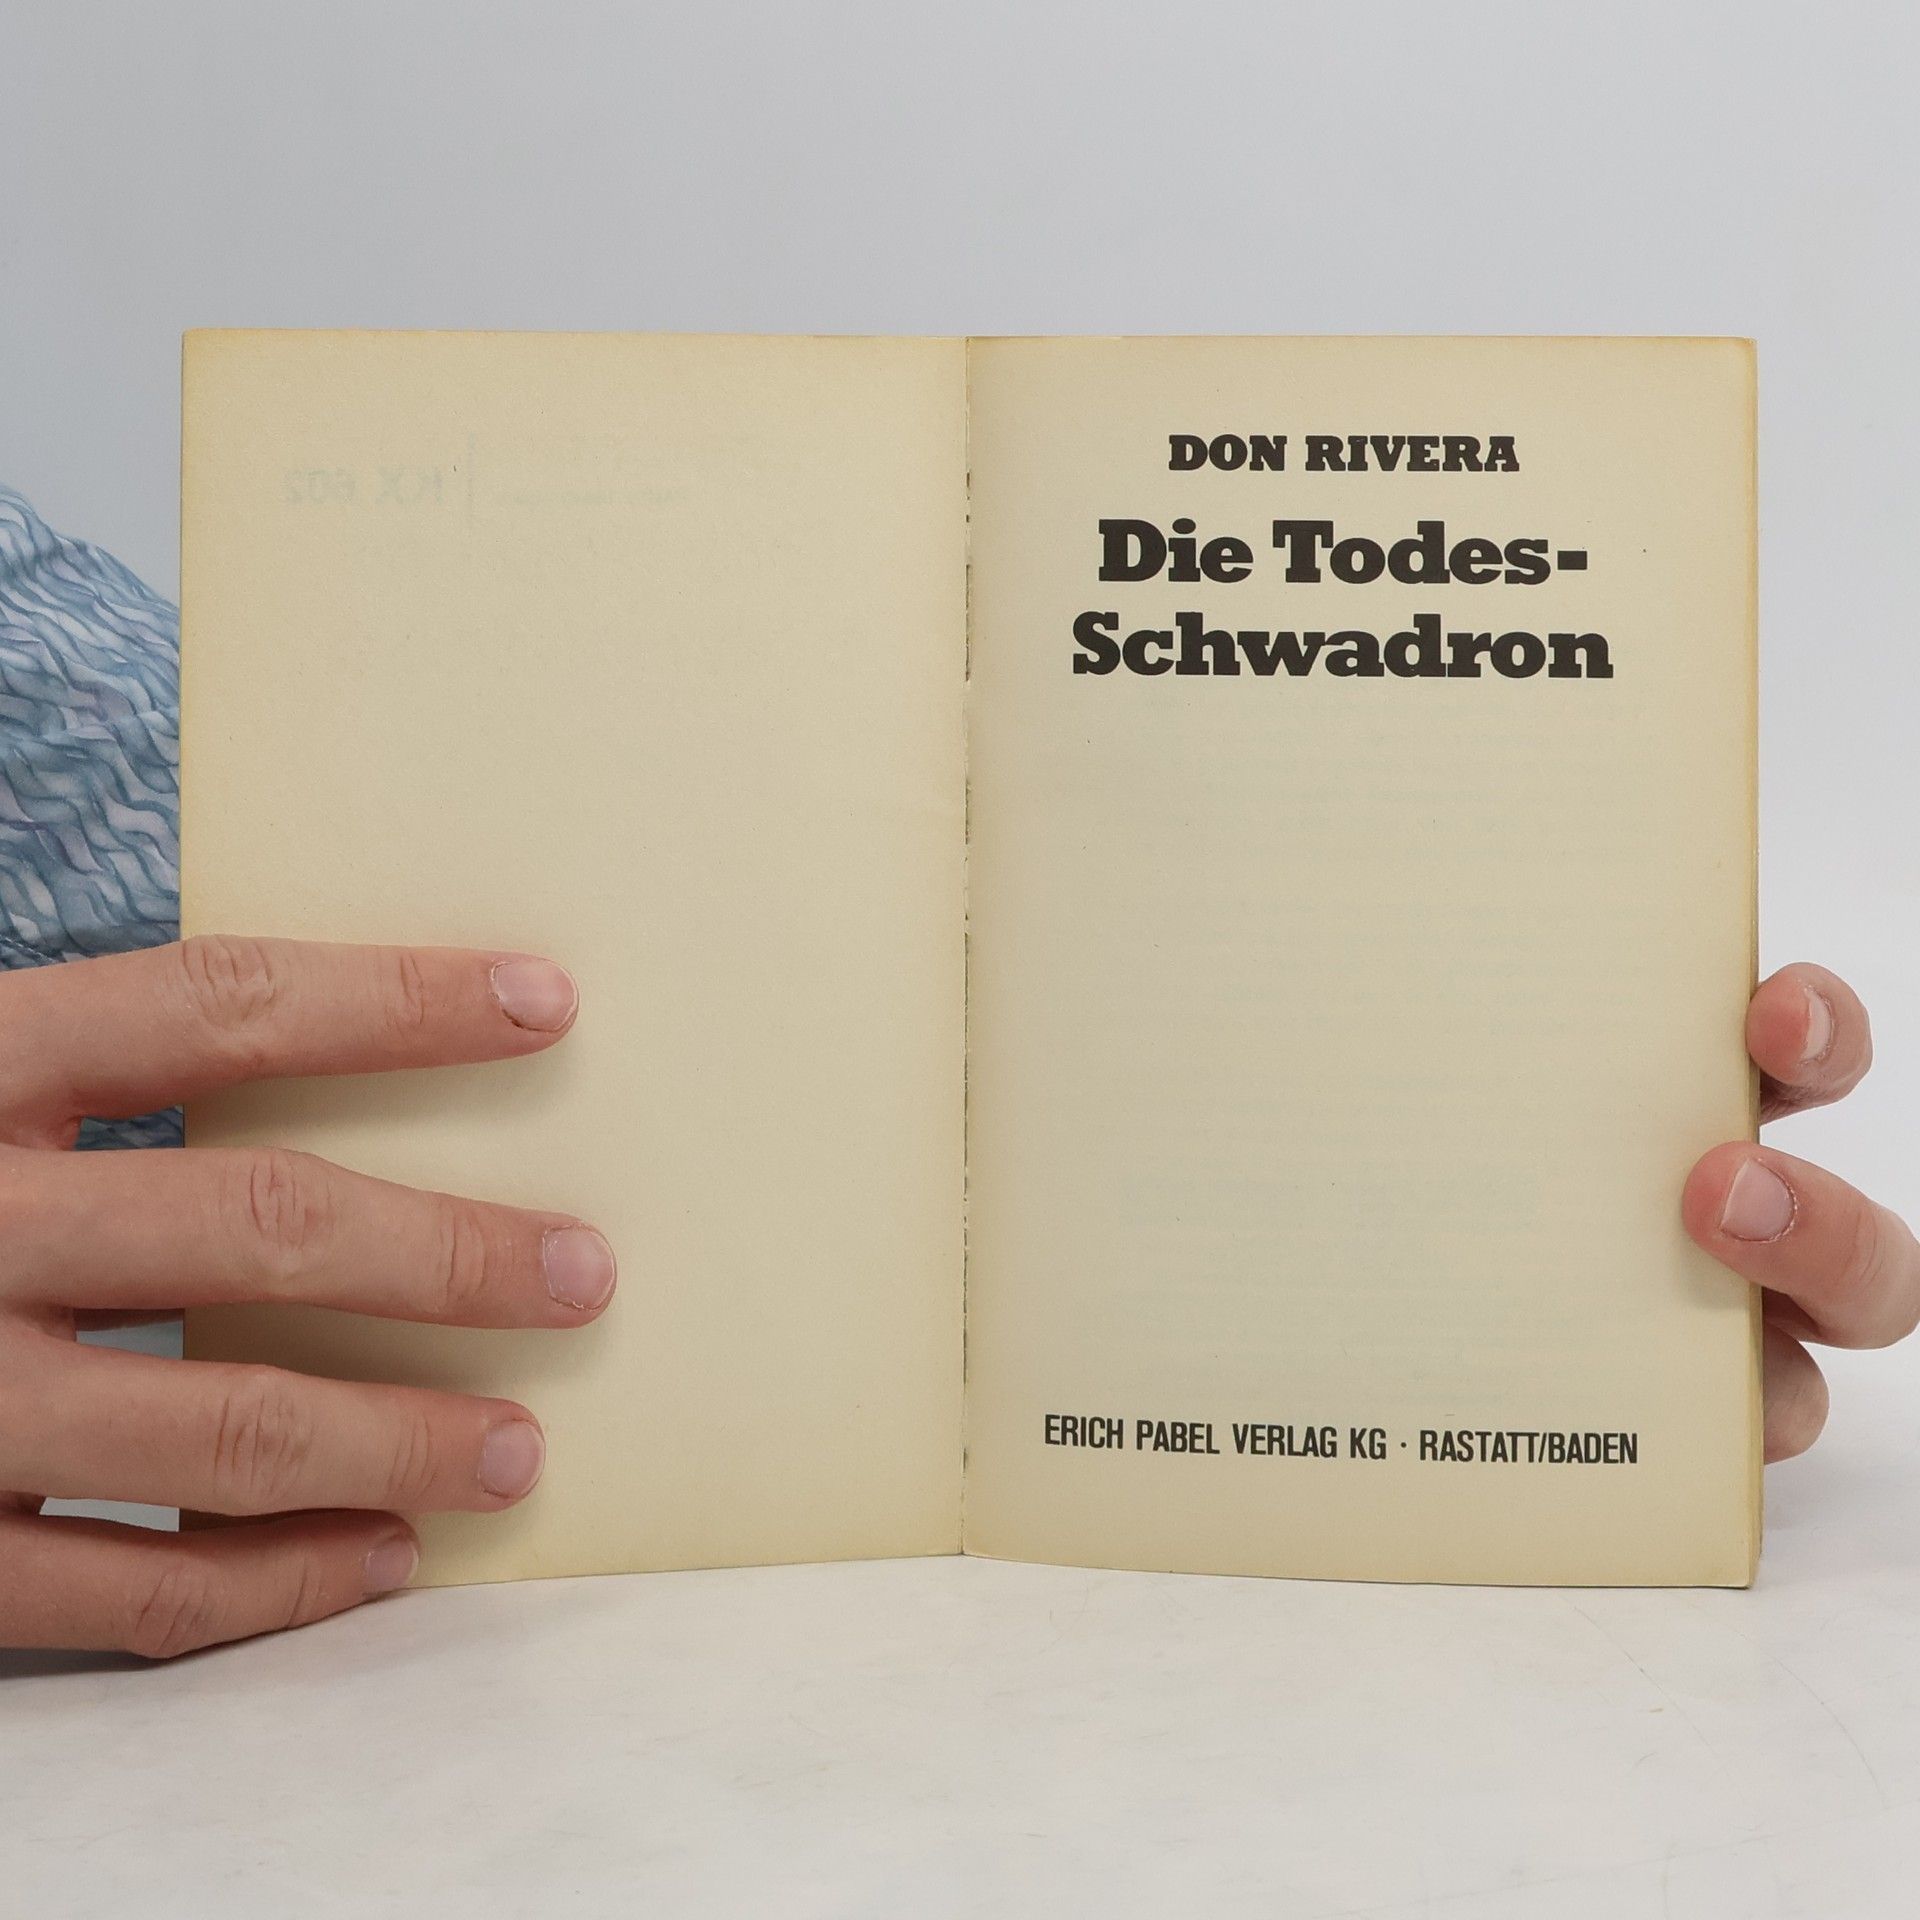 DON RIVERA
Die Todes-
Schwadron
ERICH PABEL VERLAG KG · RASTATT/BADEN